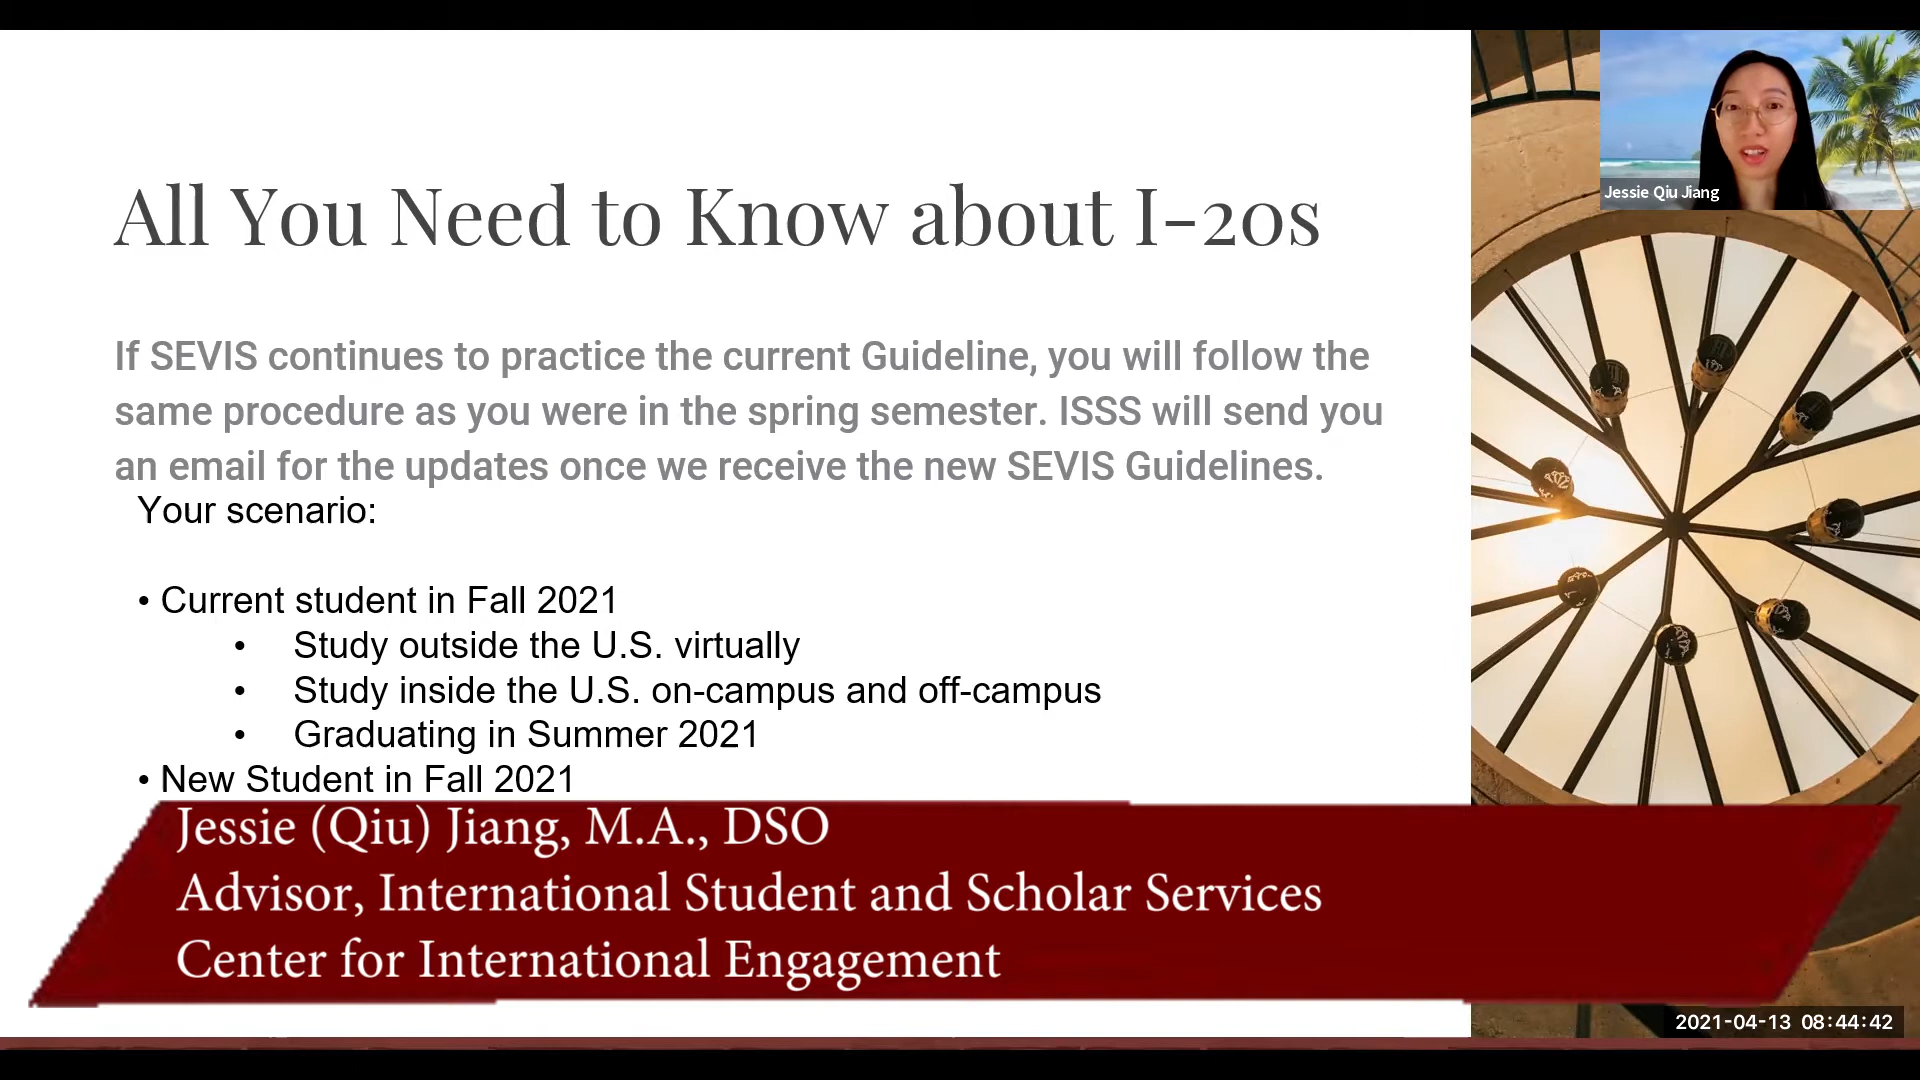 All You Need to Know about I-20s
Jessie Qiu Jiang
If SEVIS continues to practice the current Guideline, you will follow the
same procedure as you were in the spring semester. ISSS will send you
an email for the updates once we receive the new SEVIS Guidelines.
Your scenario:
• Current student in Fall 2021
• Study outside the U.S. virtually
• Study inside the U.S. on-campus and off-campus
• Graduating in Summer 2021
• New Student in Fall 2021
Jessie (Qiu) Jiang, M.A., DSO
Advisor, International Student and Scholar Services
Center for International Engagement
2021-04-13 08:44:42